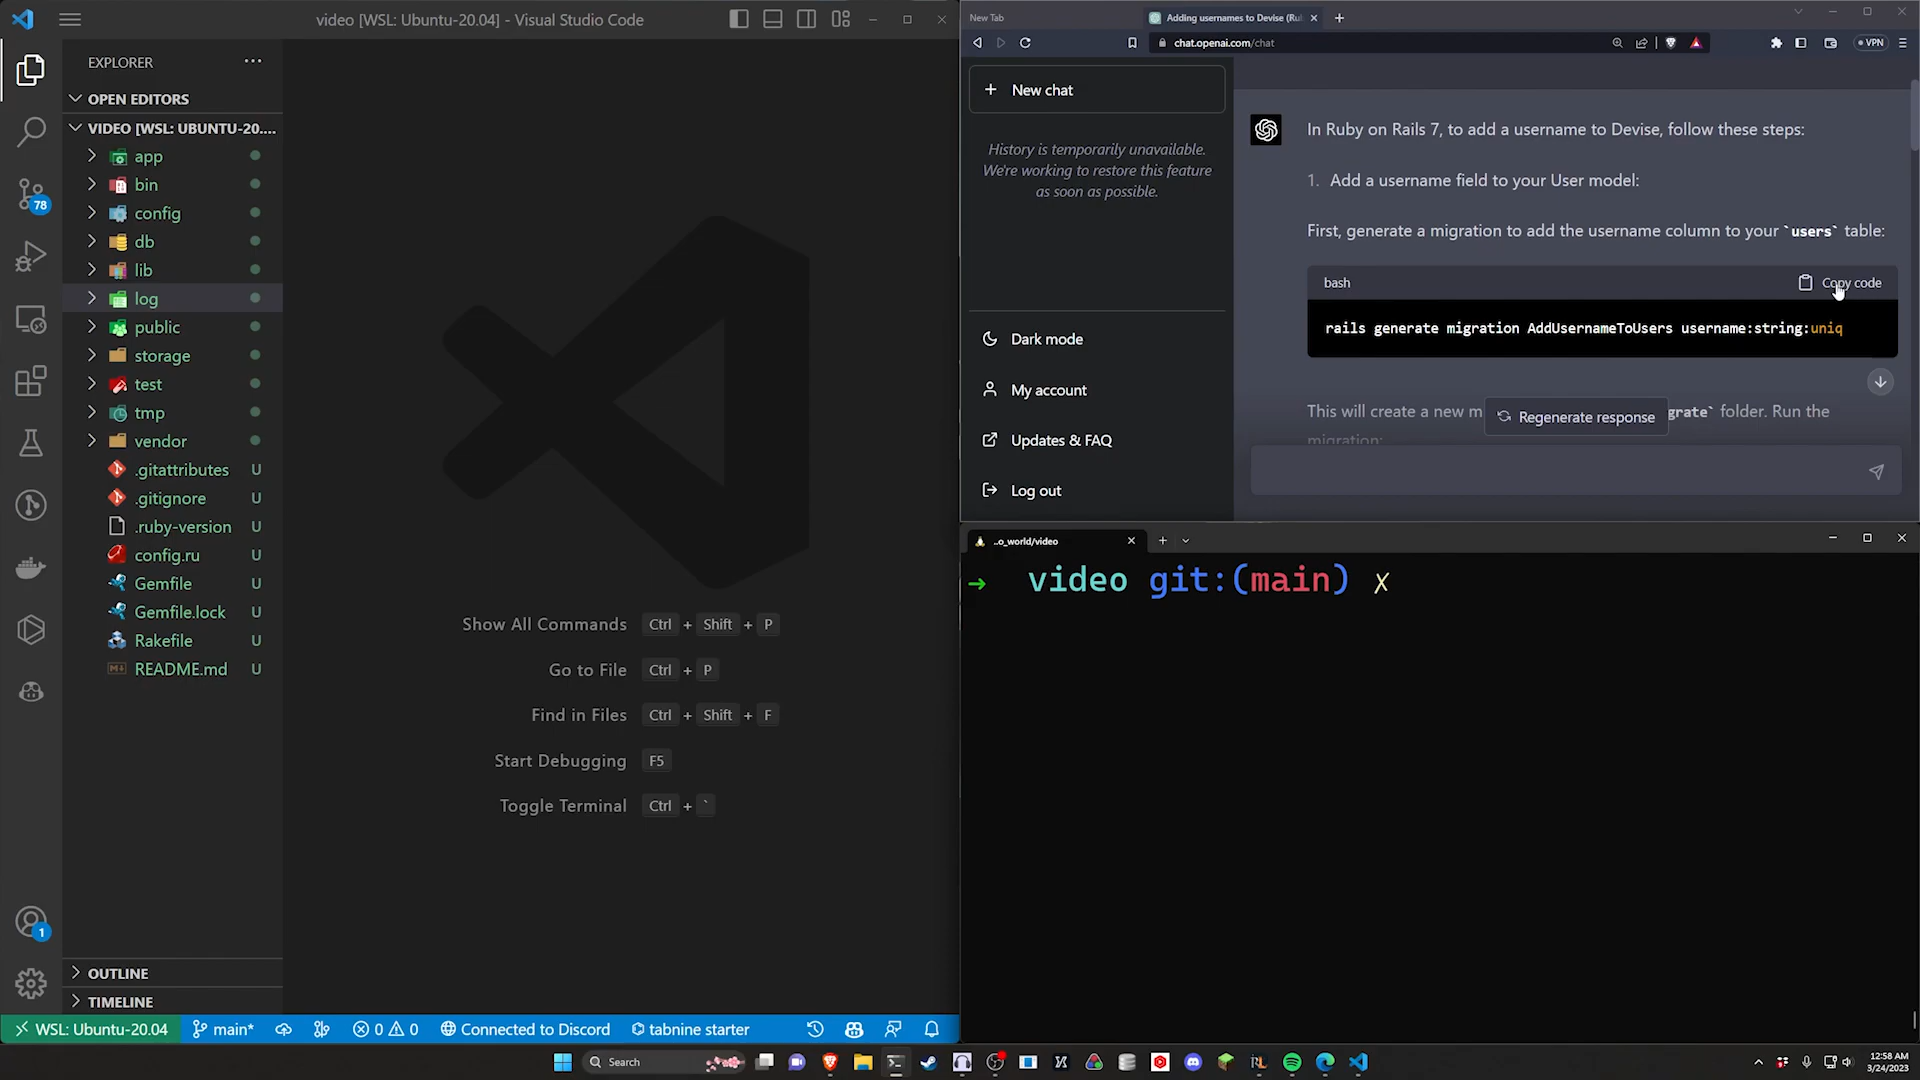 video [WSL: Ubuntu-20.04] - Visual Studio Code
EXPLORER
OPEN EDITORS
VIDEO [WSL: UBUNTU-20....
app
bin
config
db
lib
log
public
storage
test
tmp
vendor
.gitattributes U
.gitignore U
.ruby-version U
config.ru U
Gemfile U
Gemfile.lock U
Rakefile U
README.md U
78
1
OUTLINE
TIMELINE
Show All Commands Ctrl + Shift + P
Go to File Ctrl + P
Find in Files Ctrl + Shift + F
Start Debugging F5
Toggle Terminal Ctrl + `
WSL: Ubuntu-20.04 main* 0 0 Connected to Discord tabnine starter
New Tab
Adding usernames to Devise (Ru
chat.openai.com/chat
VPN
New chat
History is temporarily unavailable.
We're working to restore this feature
as soon as possible.
Dark mode
My account
Updates & FAQ
Log out
In Ruby on Rails 7, to add a username to Devise, follow these steps:
1. Add a username field to your User model:
First, generate a migration to add the username column to your `users` table:
bash
Copy code
rails generate migration AddUsernameToUsers username:string:uniq
This will create a new m
grate` folder. Run the
migration:
Regenerate response
..o_world/video
→ video git:(main) ✗
Search
12:58 AM
3/24/2023